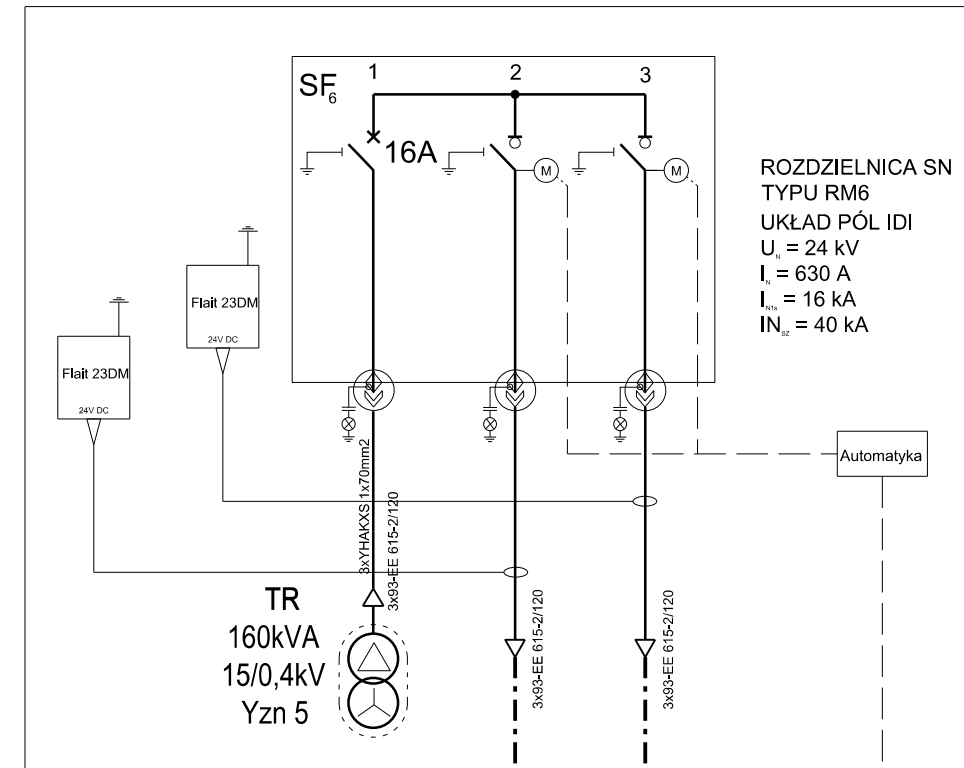 SF6
1
2
3
16A
M
M
ROZDZIELNICA SN
TYPU RM6
UKŁAD PÓL IDI
UN = 24 kV
IN = 630 A
IN1s = 16 kA
INsz = 40 kA
Flait 23DM
24V DC
Flait 23DM
24V DC
Automatyka
3xYHAKXS 1x70mm2
3x93-EE 615-2/120
TR
160kVA
15/0,4kV
Yzn 5
3x93-EE 615-2/120
3x93-EE 615-2/120